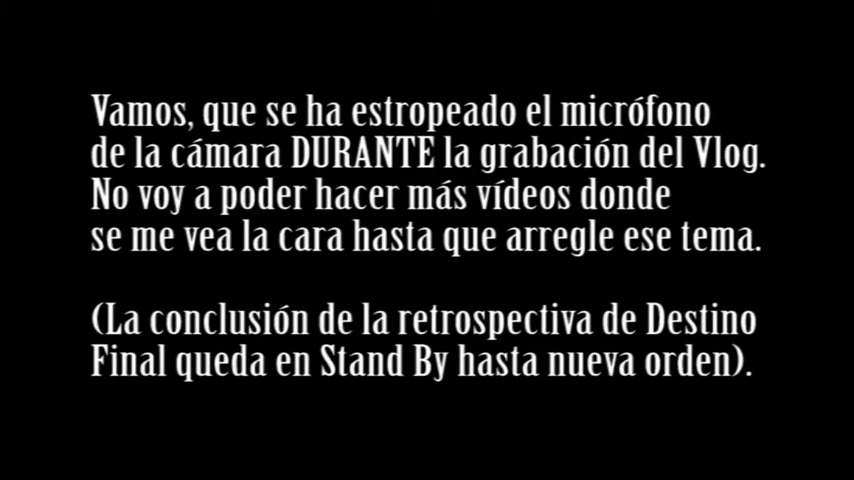 Vamos, que se ha estropeado el micrófono
de la cámara DURANTE la grabación del Vlog.
No voy a poder hacer más vídeos donde
se me vea la cara hasta que arregle ese tema.
(La conclusión de la retrospectiva de Destino
Final queda en Stand By hasta nueva orden).